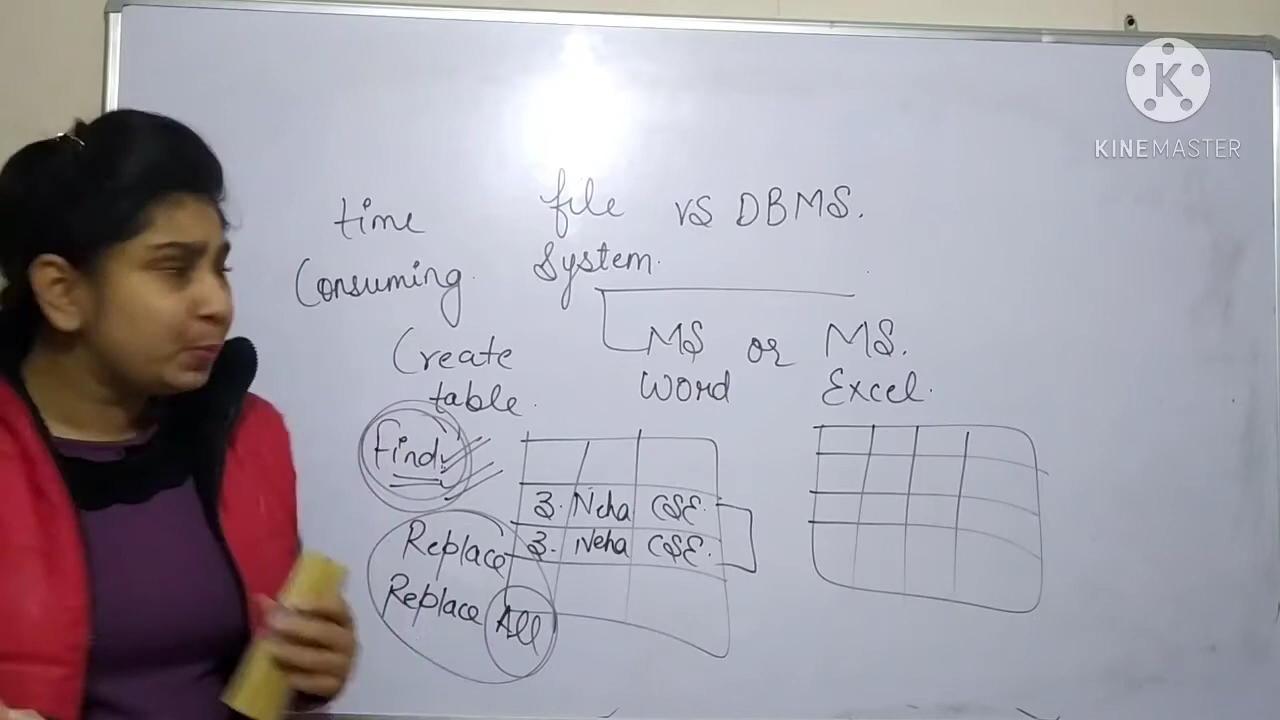 KINEMASTER
time file vs DBMS.
Consuming. System.
Create MS or MS.
table. Word Excel.
Find
3. Neha CSE.
Replace 3. Neha CSE.
Replace All